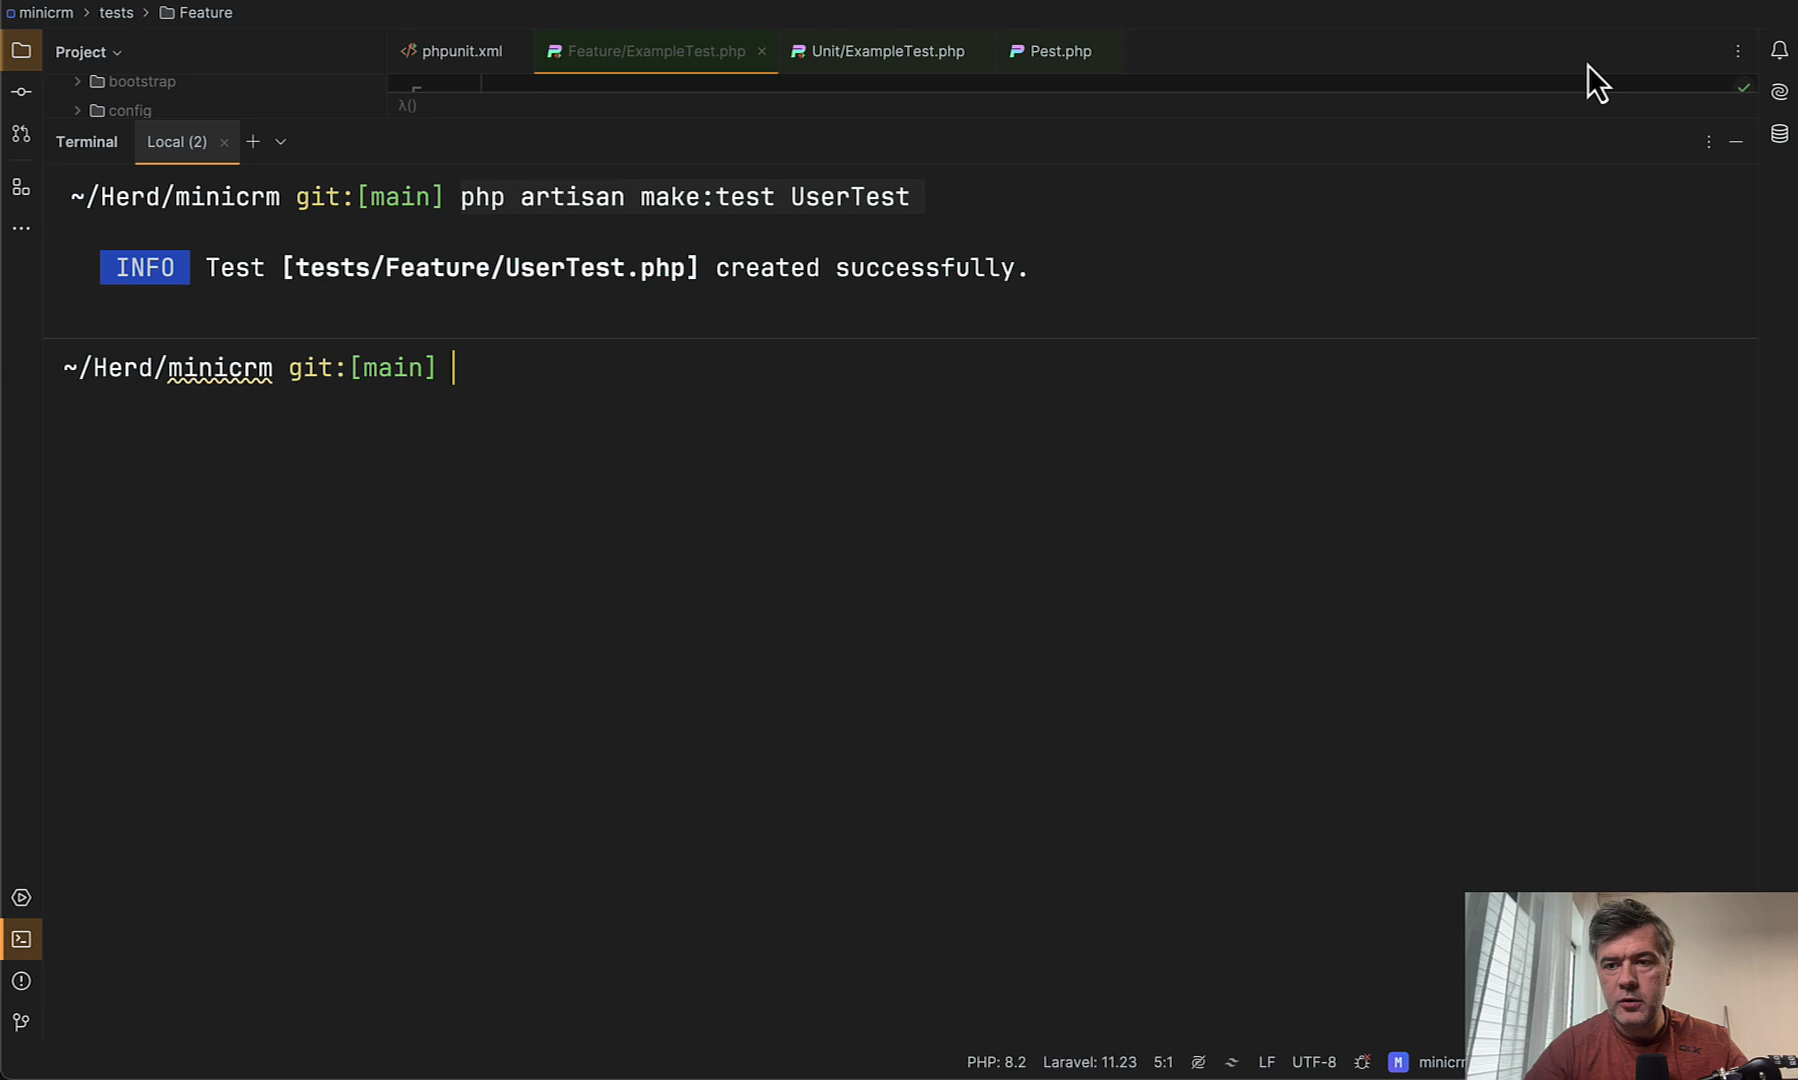 minicrm > tests > Feature
Project
phpunit.xml
Feature/ExampleTest.php
Unit/ExampleTest.php
Pest.php
bootstrap
config
λ()
Terminal
Local (2)
~/Herd/minicrm git:[main] php artisan make:test UserTest
INFO Test [tests/Feature/UserTest.php] created successfully.
~/Herd/minicrm git:[main]
PHP: 8.2 Laravel: 11.23 5:1 LF UTF-8 M minicr